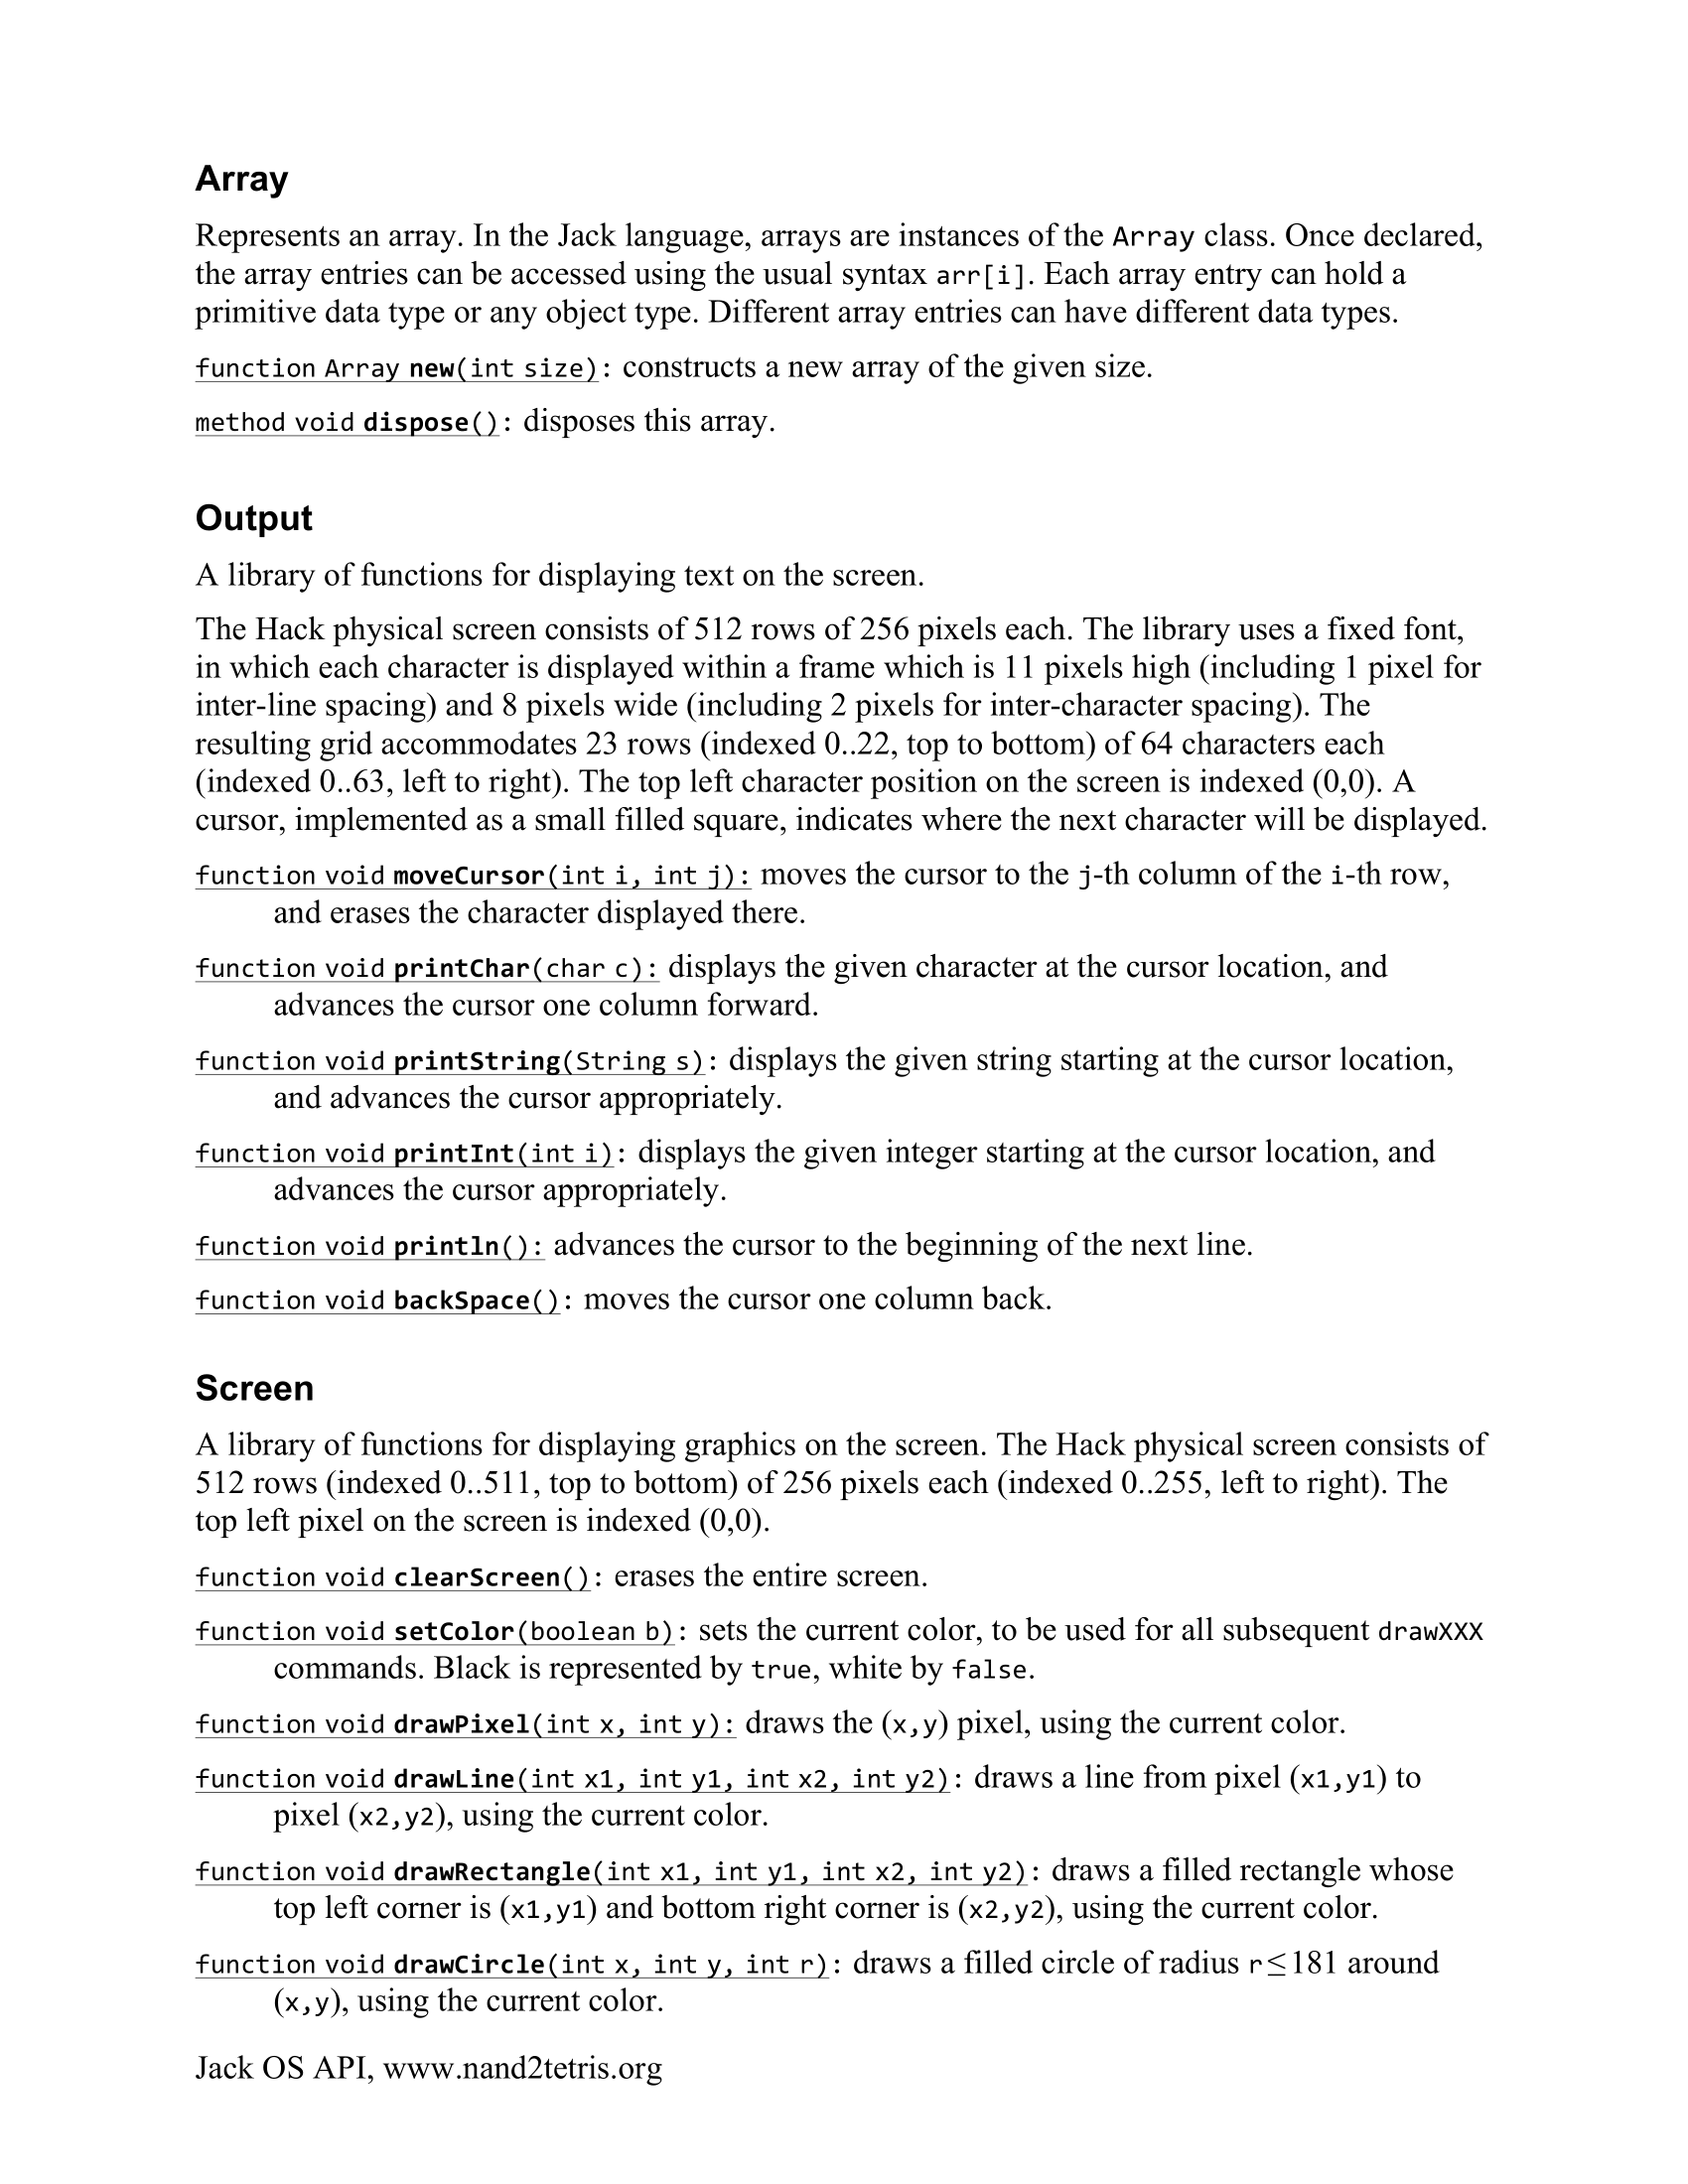 Array
Represents an array. In the Jack language, arrays are instances of the Array class. Once declared,
the array entries can be accessed using the usual syntax arr[i]. Each array entry can hold a
primitive data type or any object type. Different array entries can have different data types.
function Array new(int size): constructs a new array of the given size.
method void dispose(): disposes this array.
Output
A library of functions for displaying text on the screen.
The Hack physical screen consists of 512 rows of 256 pixels each. The library uses a fixed font,
in which each character is displayed within a frame which is 11 pixels high (including 1 pixel for
inter-line spacing) and 8 pixels wide (including 2 pixels for inter-character spacing). The
resulting grid accommodates 23 rows (indexed 0..22, top to bottom) of 64 characters each
(indexed 0..63, left to right). The top left character position on the screen is indexed (0,0). A
cursor, implemented as a small filled square, indicates where the next character will be displayed.
function void moveCursor(int i, int j): moves the cursor to the j-th column of the i-th row,
and erases the character displayed there.
function void printChar(char c): displays the given character at the cursor location, and
advances the cursor one column forward.
function void printString(String s): displays the given string starting at the cursor location,
and advances the cursor appropriately.
function void printInt(int i): displays the given integer starting at the cursor location, and
advances the cursor appropriately.
function void println(): advances the cursor to the beginning of the next line.
function void backSpace(): moves the cursor one column back.
Screen
A library of functions for displaying graphics on the screen. The Hack physical screen consists of
512 rows (indexed 0..511, top to bottom) of 256 pixels each (indexed 0..255, left to right). The
top left pixel on the screen is indexed (0,0).
function void clearScreen(): erases the entire screen.
function void setColor(boolean b): sets the current color, to be used for all subsequent drawXXX
commands. Black is represented by true, white by false.
function void drawPixel(int x, int y): draws the (x,y) pixel, using the current color.
function void drawLine(int x1, int y1, int x2, int y2): draws a line from pixel (x1,y1) to
pixel (x2,y2), using the current color.
function void drawRectangle(int x1, int y1, int x2, int y2): draws a filled rectangle whose
top left corner is (x1,y1) and bottom right corner is (x2,y2), using the current color.
function void drawCircle(int x, int y, int r): draws a filled circle of radius r≤181 around
(x,y), using the current color.
Jack OS API, www.nand2tetris.org